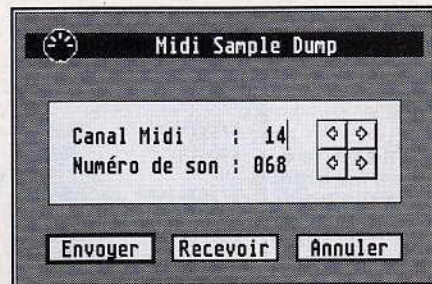 Midi Sample Dump
Canal Midi : 14
Numéro de son : 068
Envoyer Recevoir Annuler